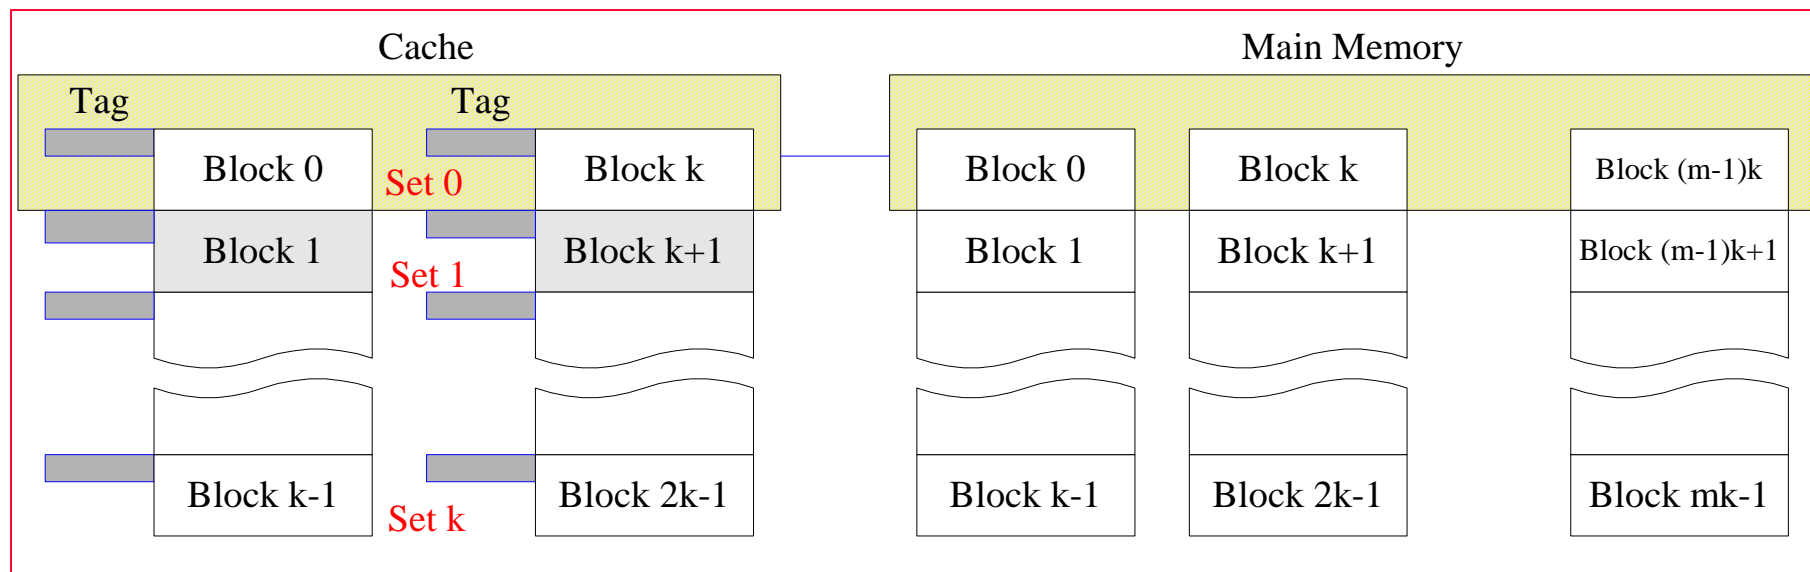 Cache
Main Memory
Tag
Tag
Block 0
Set 0
Block k
Block 0
Block k
Block (m-1)k
Block 1
Set 1
Block k+1
Block 1
Block k+1
Block (m-1)k+1
Block k-1
Set k
Block 2k-1
Block k-1
Block 2k-1
Block mk-1